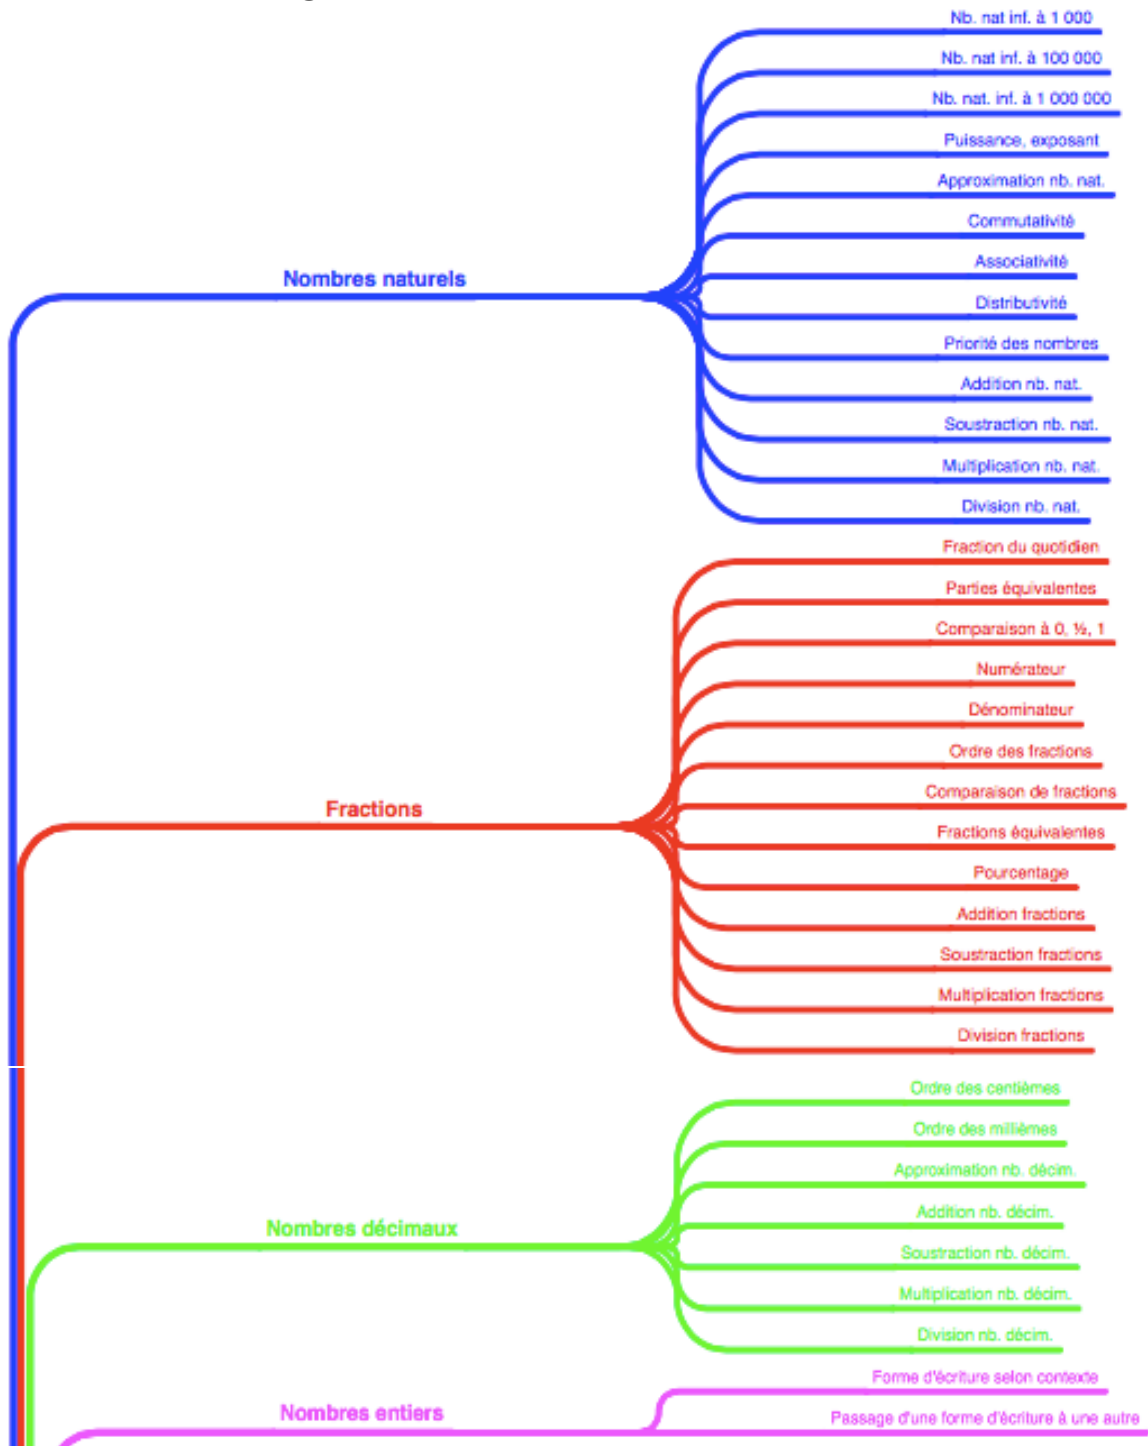 Nb. nat inf. à 1 000
Nb. nat inf. à 100 000
Nb. nat. inf. à 1 000 000
Puissance, exposant
Approximation nb. nat.
Commutativité
Associativité
Distributivité
Priorité des nombres
Addition nb. nat.
Soustraction nb. nat.
Multiplication nb. nat.
Division nb. nat.
Nombres naturels
Fraction du quotidien
Parties équivalentes
Comparaison à 0, ½, 1
Numérateur
Dénominateur
Ordre des fractions
Comparaison de fractions
Fractions équivalentes
Pourcentage
Addition fractions
Soustraction fractions
Multiplication fractions
Division fractions
Fractions
Ordre des centièmes
Ordre des millièmes
Approximation nb. décim.
Addition nb. décim.
Soustraction nb. décim.
Multiplication nb. décim.
Division nb. décim.
Nombres décimaux
Forme d'écriture selon contexte
Passage d'une forme d'écriture à une autre
Nombres entiers